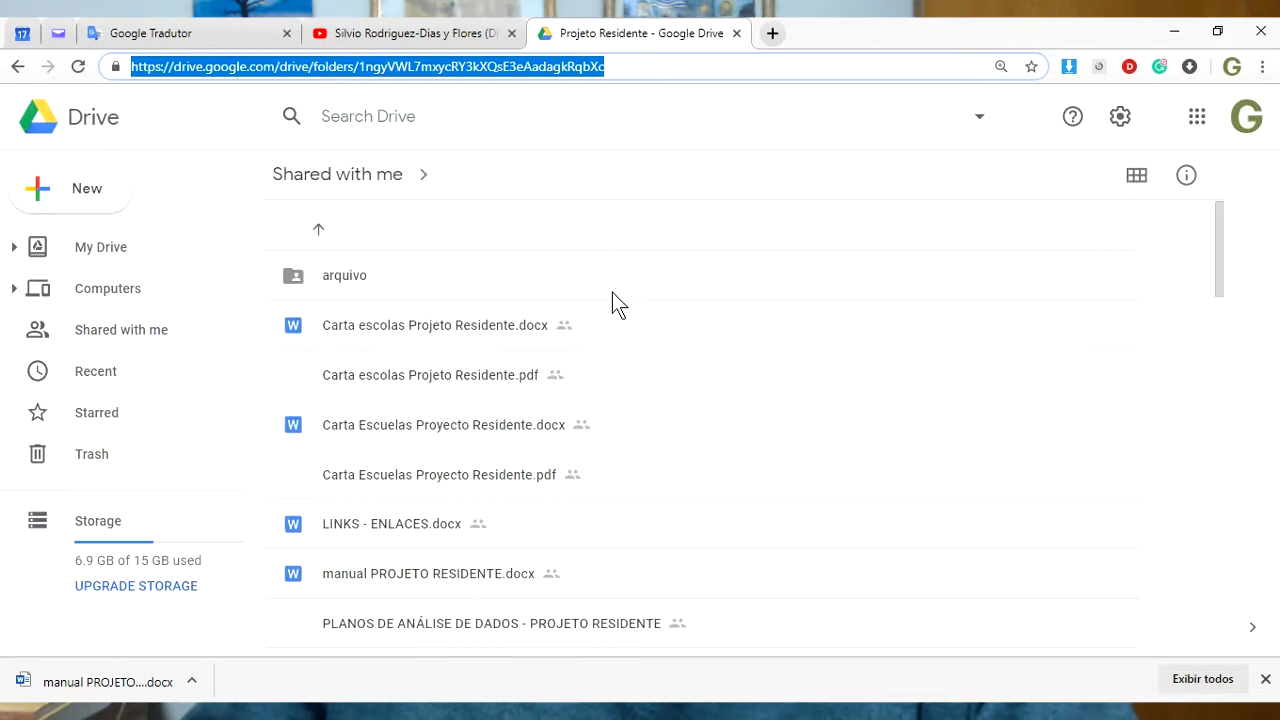 17
Google Tradutor
Silvio Rodriguez-Dias y Flores (Di
Projeto Residente - Google Drive
https://drive.google.com/drive/folders/1ngyVWL7mxycRY3kXQsE3eAadagkRqbXc
D
G
Drive
Search Drive
G
New
Shared with me
My Drive
Computers
Shared with me
Recent
Starred
Trash
Storage
6.9 GB of 15 GB used
UPGRADE STORAGE
arquivo
W Carta escolas Projeto Residente.docx
Carta escolas Projeto Residente.pdf
W Carta Escuelas Proyecto Residente.docx
Carta Escuelas Proyecto Residente.pdf
W LINKS - ENLACES.docx
W manual PROJETO RESIDENTE.docx
PLANOS DE ANÁLISE DE DADOS - PROJETO RESIDENTE
manual PROJETO....docx
Exibir todos